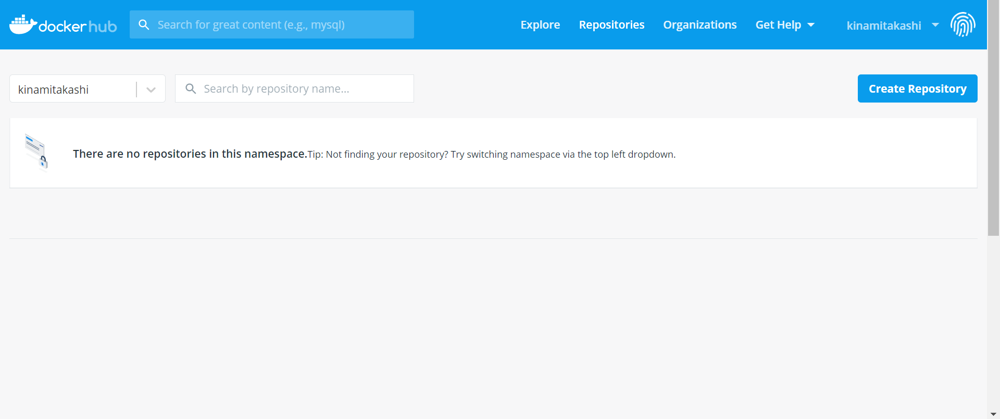 docker hub
Search for great content (e.g., mysql)
Explore
Repositories
Organizations
Get Help
kinamitakashi
kinamitakashi
Search by repository name...
Create Repository
There are no repositories in this namespace.Tip: Not finding your repository? Try switching namespace via the top left dropdown.